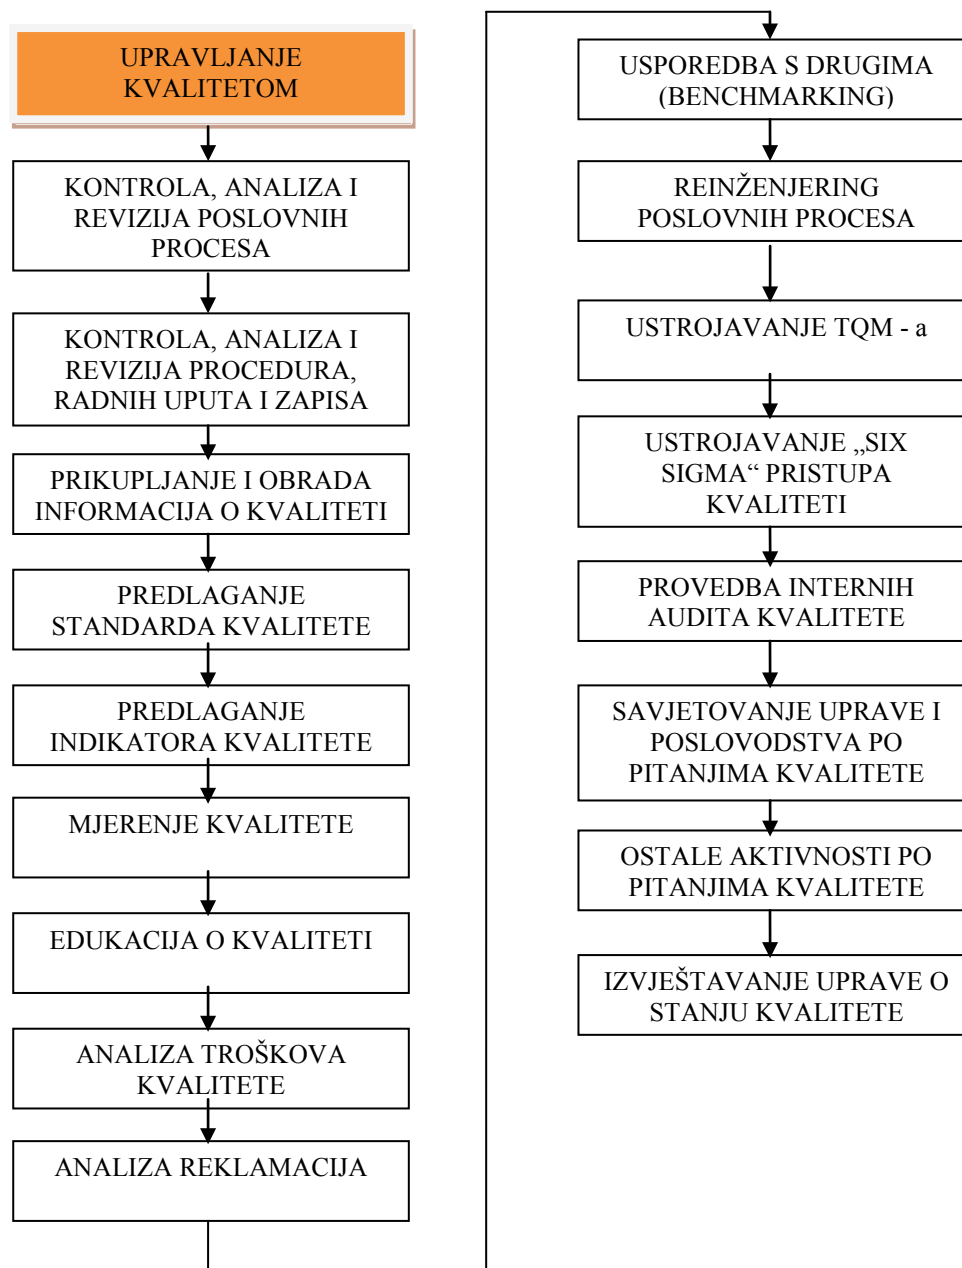 UPRAVLJANJE
KVALITETOM
KONTROLA, ANALIZA I
REVIZIJA POSLOVNIH
PROCESA
KONTROLA, ANALIZA I
REVIZIJA PROCEDURA,
RADNIH UPUTA I ZAPISA
PRIKUPLJANJE I OBRADA
INFORMACIJA O KVALITETI
PREDLAGANJE
STANDARDA KVALITETE
PREDLAGANJE
INDIKATORA KVALITETE
MJERENJE KVALITETE
EDUKACIJA O KVALITETI
ANALIZA TROŠKOVA
KVALITETE
ANALIZA REKLAMACIJA
USPOREDBA S DRUGIMA
(BENCHMARKING)
REINŽENJERING
POSLOVNIH PROCESA
USTROJAVANJE TQM - a
USTROJAVANJE „SIX
SIGMA“ PRISTUPA
KVALITETI
PROVEDBA INTERNIH
AUDITA KVALITETE
SAVJETOVANJE UPRAVE I
POSLOVODSTVA PO
PITANJIMA KVALITETE
OSTALE AKTIVNOSTI PO
PITANJIMA KVALITETE
IZVJEŠTAVANJE UPRAVE O
STANJU KVALITETE